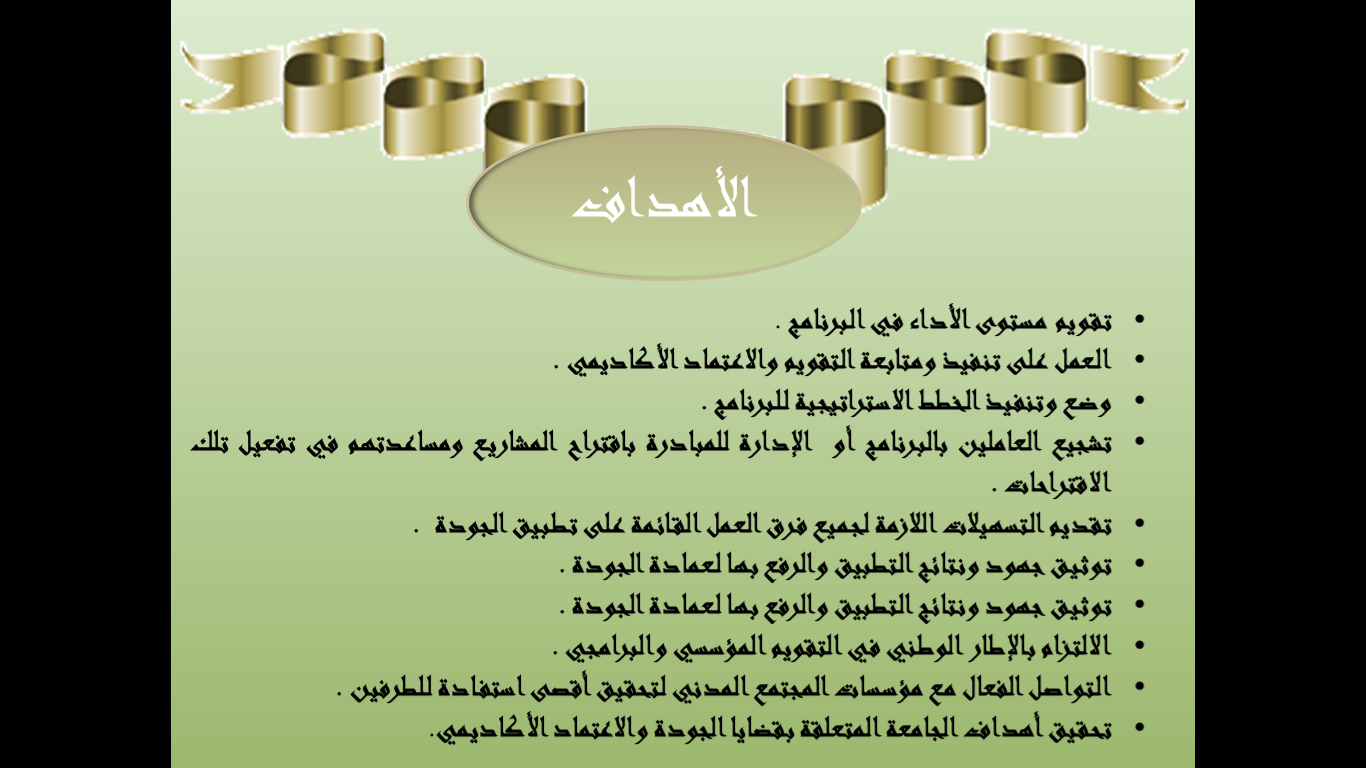 الأهداف
• تقويم مستوى الأداء في البرنامج .
• العمل على تنفيذ ومتابعة التقويم والاعتماد الأكاديمي .
• وضع وتنفيذ الخطط الاستراتيجية للبرنامج .
• تشجيع العاملين بالبرنامج أو الإدارة للمبادرة باقتراح المشاريع ومساعدتهم في تفعيل تلك
الاقتراحات .
• تقديم التسهيلات اللازمة لجميع فرق العمل القائمة على تطبيق الجودة .
• توثيق جهود ونتائج التطبيق والرفع بها لعمادة الجودة .
• توثيق جهود ونتائج التطبيق والرفع بها لعمادة الجودة .
• الالتزام بالإطار الوطني في التقويم المؤسسي والبرامجي .
• التواصل الفعال مع مؤسسات المجتمع المدني لتحقيق أقصى استفادة للطرفين .
• تحقيق أهداف الجامعة المتعلقة بقضايا الجودة والاعتماد الأكاديمي.